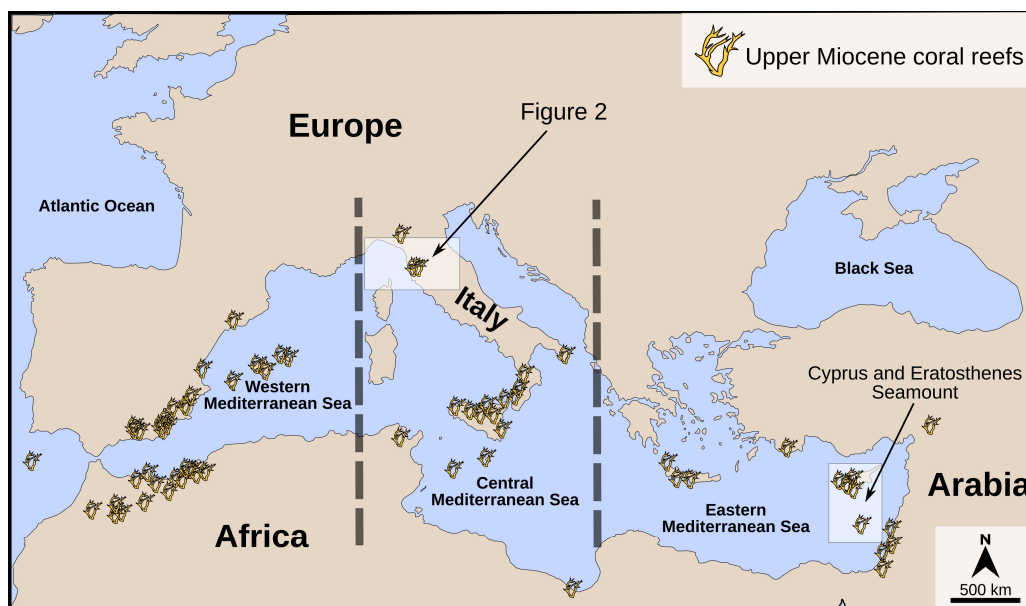 Upper Miocene coral reefs
Figure 2
Europe
Atlantic Ocean
Black Sea
Italy
Cyprus and Eratosthenes
Seamount
Western
Mediterranean Sea
Central
Mediterranean Sea
Eastern
Mediterranean Sea
Arabia
Africa
N
500 km